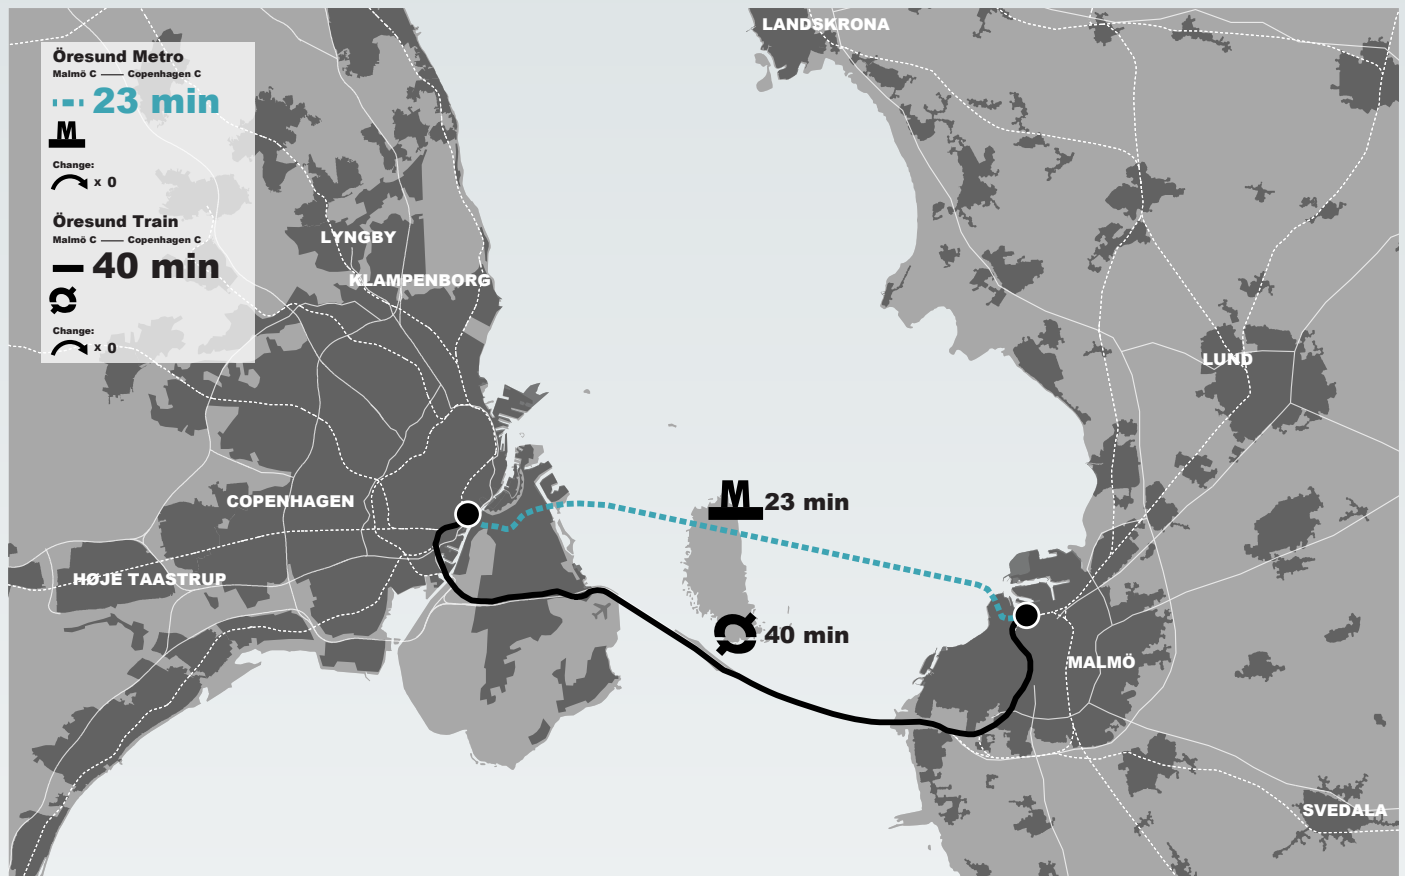 Öresund Metro
Malmö C — Copenhagen C
23 min
M
Change:
x 0
Öresund Train
Malmö C — Copenhagen C
40 min
Change:
x 0
LANDSKRONA
LYNGBY
KLAMPENBORG
LUND
COPENHAGEN
M
23 min
HØJE TAASTRUP
40 min
MALMÖ
SVEDALA